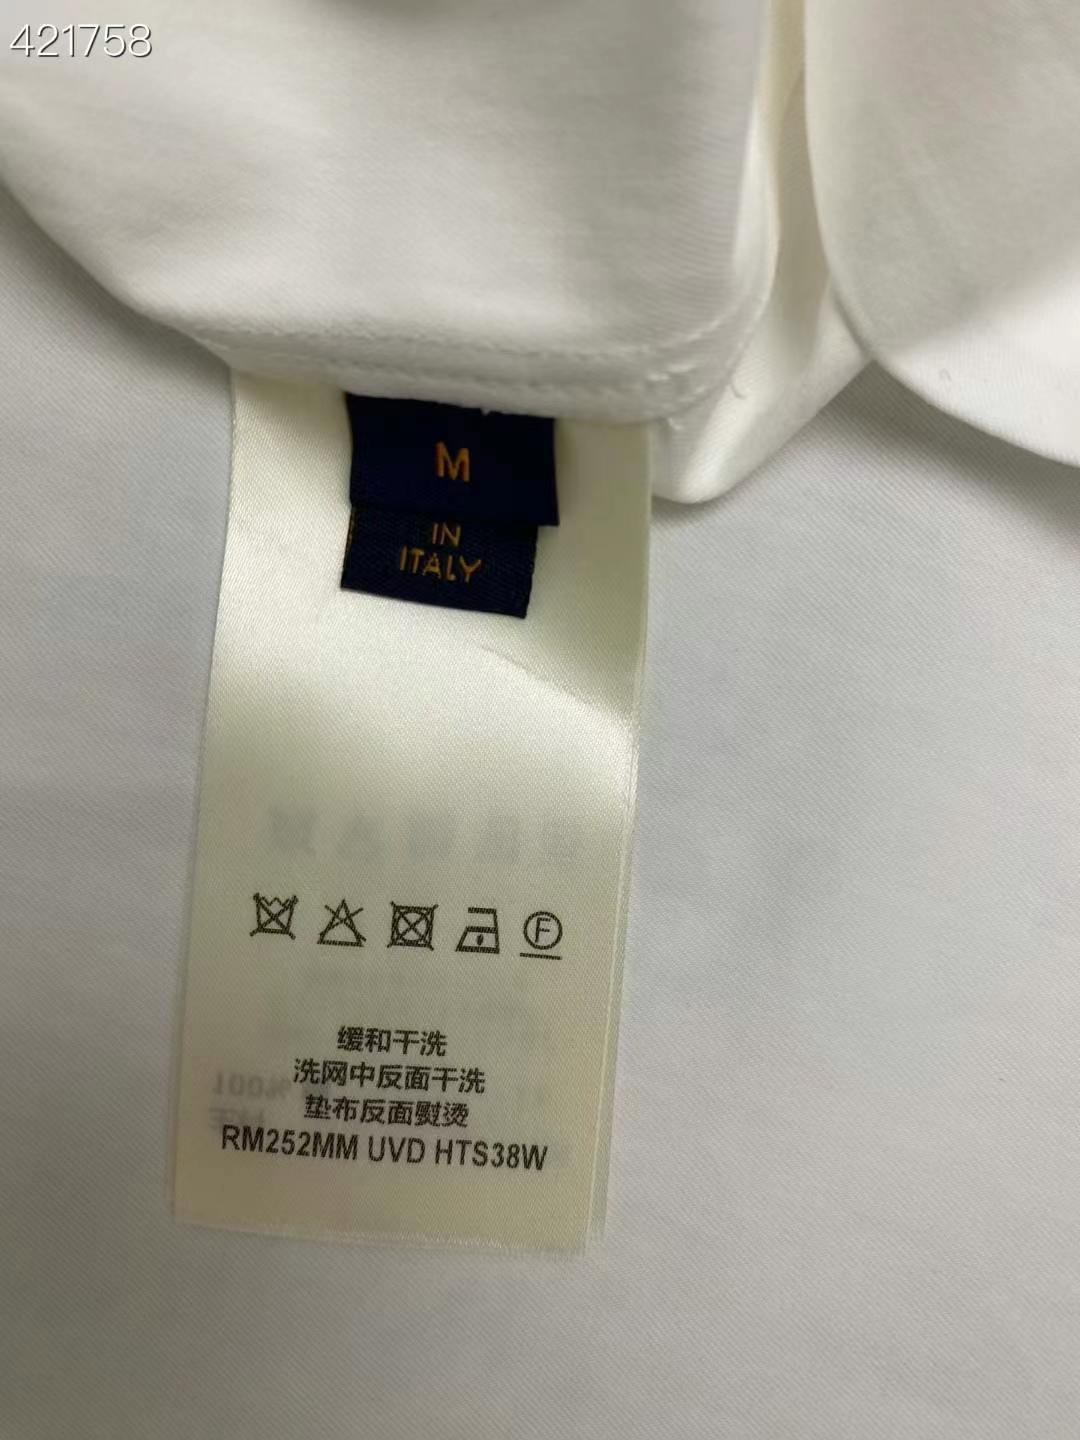 421758
M
IN
ITALY
F
缓和干洗
洗网中反面干洗
垫布反面熨烫
RM252MM UVD HTS38W
100%